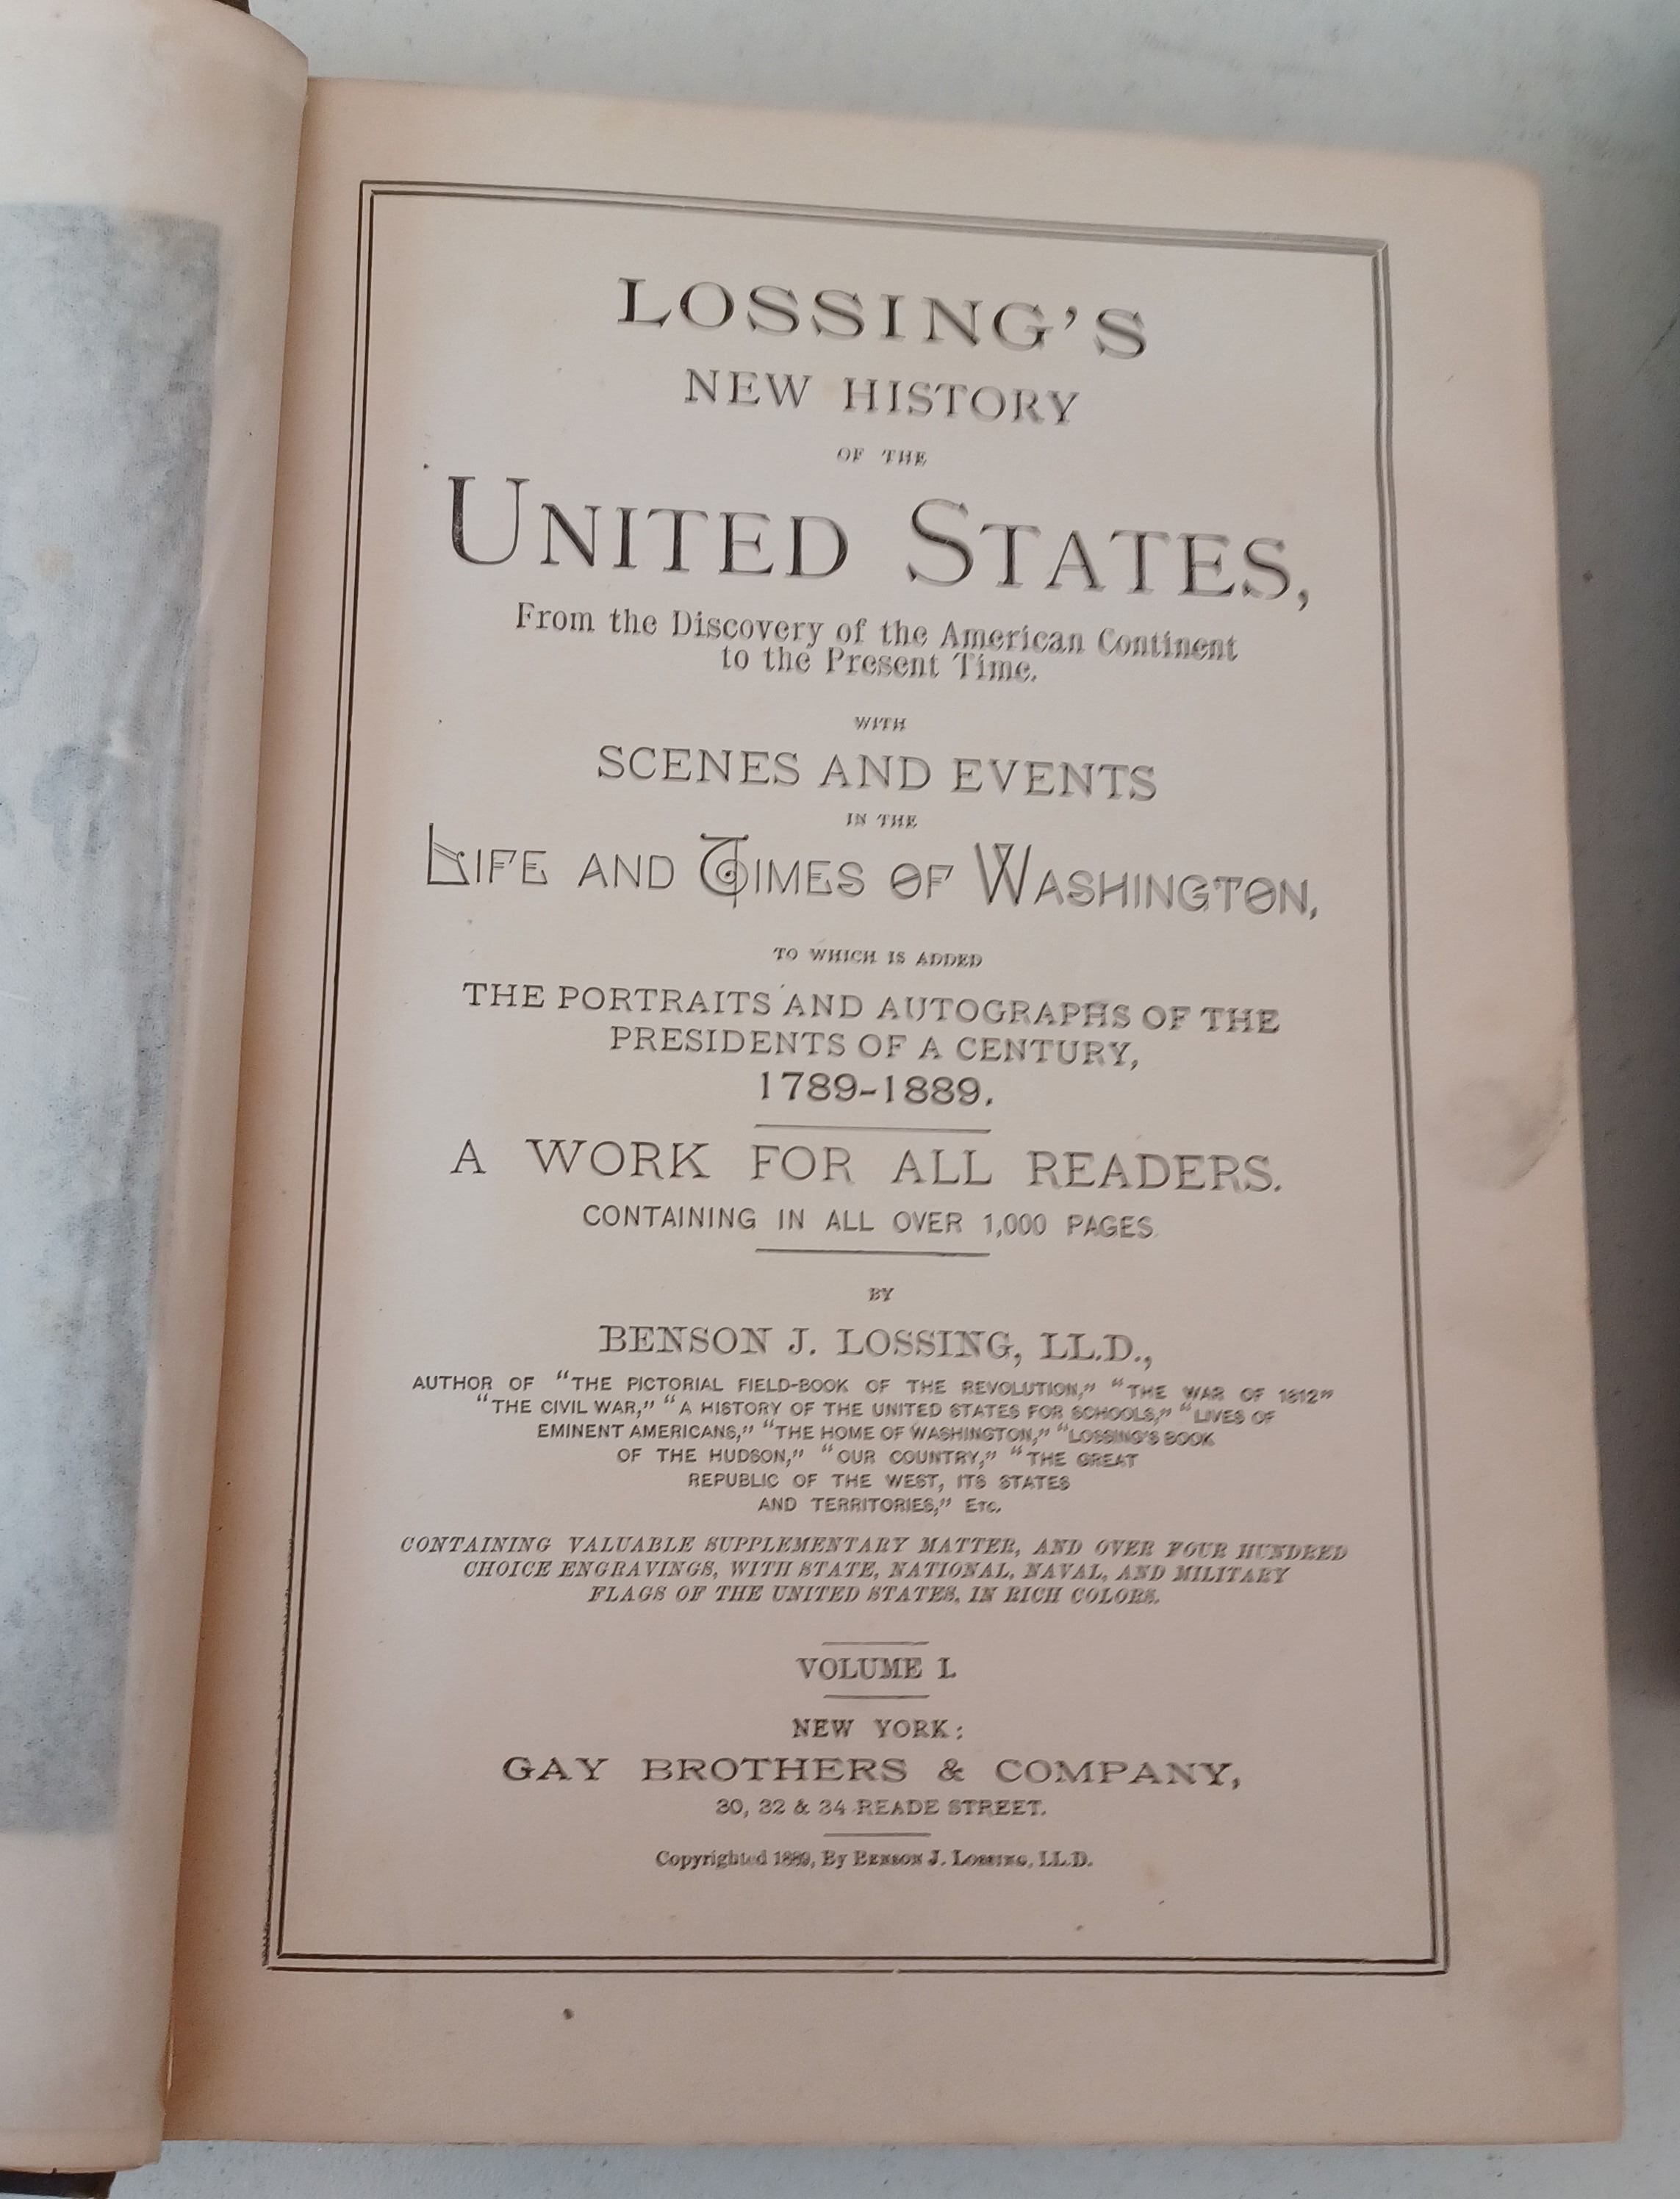 LOSSING'S
NEW HISTORY
OF THE
UNITED STATES,
From the Discovery of the American Continent
to the Present Time.
WITH
SCENES AND EVENTS
IN THE
LIFE AND TIMES OF WASHINGTON,
TO WHICH IS ADDED
THE PORTRAITS AND AUTOGRAPHS OF THE
PRESIDENTS OF A CENTURY,
1789-1889.
A WORK FOR ALL READERS.
CONTAINING IN ALL OVER 1,000 PAGES.
BY
BENSON J. LOSSING, LL.D.,
AUTHOR OF "THE PICTORIAL FIELD-BOOK OF THE REVOLUTION," "THE WAR OF 1812"
"THE CIVIL WAR," "A HISTORY OF THE UNITED STATES FOR SCHOOLS," "LIVES OF
EMINENT AMERICANS," "THE HOME OF WASHINGTON," "LOSSING'S BOOK
OF THE HUDSON," "OUR COUNTRY," "THE GREAT
REPUBLIC OF THE WEST, ITS STATES
AND TERRITORIES," ETC.
CONTAINING VALUABLE SUPPLEMENTARY MATTER, AND OVER FOUR HUNDRED
CHOICE ENGRAVINGS, WITH STATE, NATIONAL, NAVAL, AND MILITARY
FLAGS OF THE UNITED STATES, IN RICH COLORS.
VOLUME I.
NEW YORK:
GAY BROTHERS & COMPANY,
30, 32 & 34 READE STREET.
Copyrighted 1889, By BENSON J. LOSSING, LL.D.